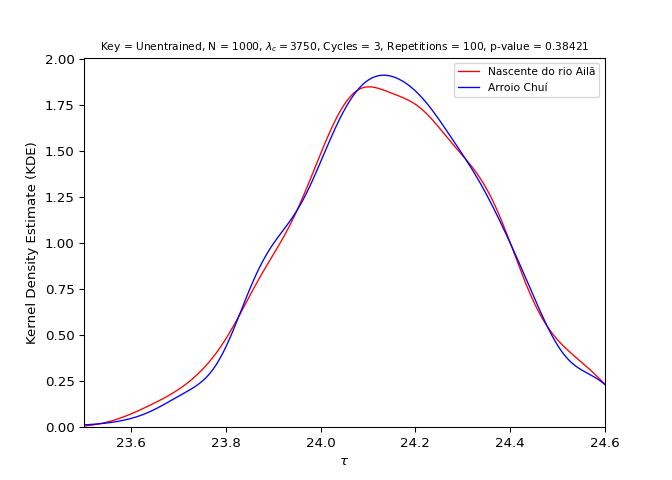 Key = Unentrained, N = 1000, λc = 3750, Cycles = 3, Repetitions = 100, p-value = 0.38421
Nascente do rio Ailã
Arroio Chuí
Kernel Density Estimate (KDE)
2.00
1.75
1.50
1.25
1.00
0.75
0.50
0.25
0.00
23.6 23.8 24.0 24.2 24.4 24.6
τ